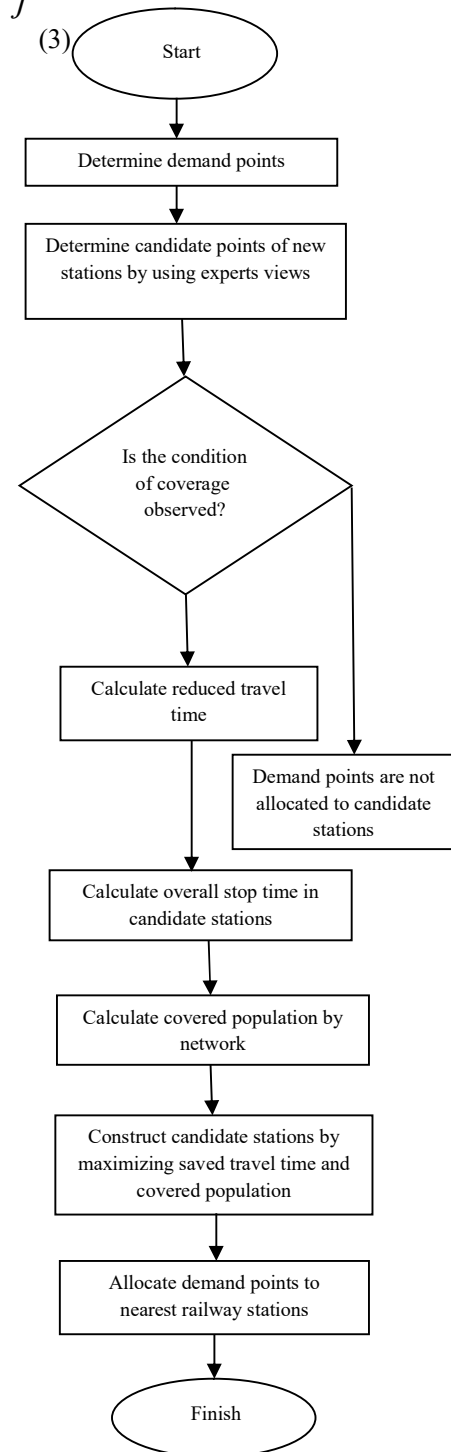 J
(3)
Start
Determine demand points
Determine candidate points of new
stations by using experts views
Is the condition
of coverage
observed?
Calculate reduced travel
time
Demand points are not
allocated to candidate
stations
Calculate overall stop time in
candidate stations
Calculate covered population by
network
Construct candidate stations by
maximizing saved travel time and
covered population
Allocate demand points to
nearest railway stations
Finish